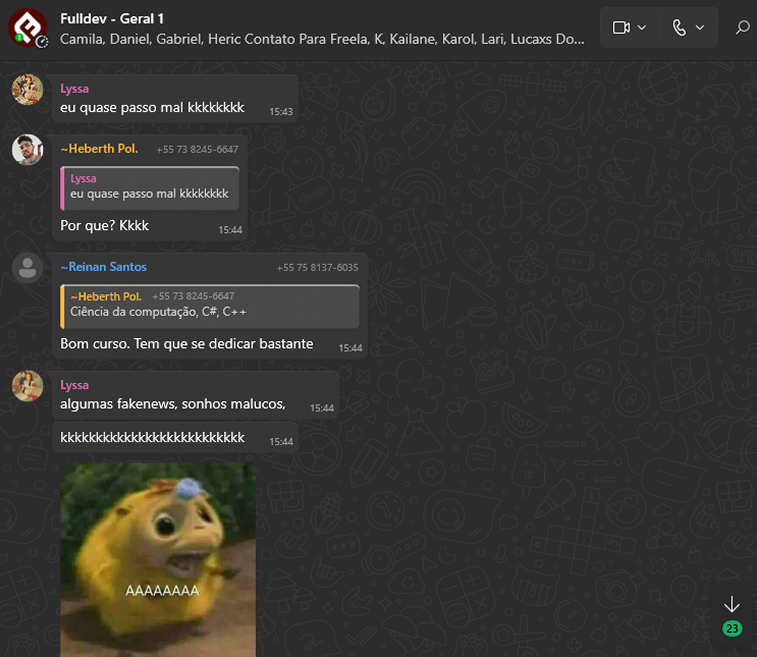 Fulldev - Geral 1
Camila, Daniel, Gabriel, Heric Contato Para Freela, K, Kailane, Karol, Lari, Lucaxs Do...
Lyssa
eu quase passo mal kkkkkkkk
15:43
~Heberth Pol. +55 73 8245-6647
Lyssa
eu quase passo mal kkkkkkkk
Por que? Kkkk
15:44
~Reinan Santos +55 75 8137-6035
~Heberth Pol. +55 73 8245-6647
Ciência da computação, C#, C++
Bom curso. Tem que se dedicar bastante
15:44
Lyssa
algumas fakenews, sonhos malucos,
15:44
kkkkkkkkkkkkkkkkkkkkkkkkkk
15:44
AAAAAAAA
23